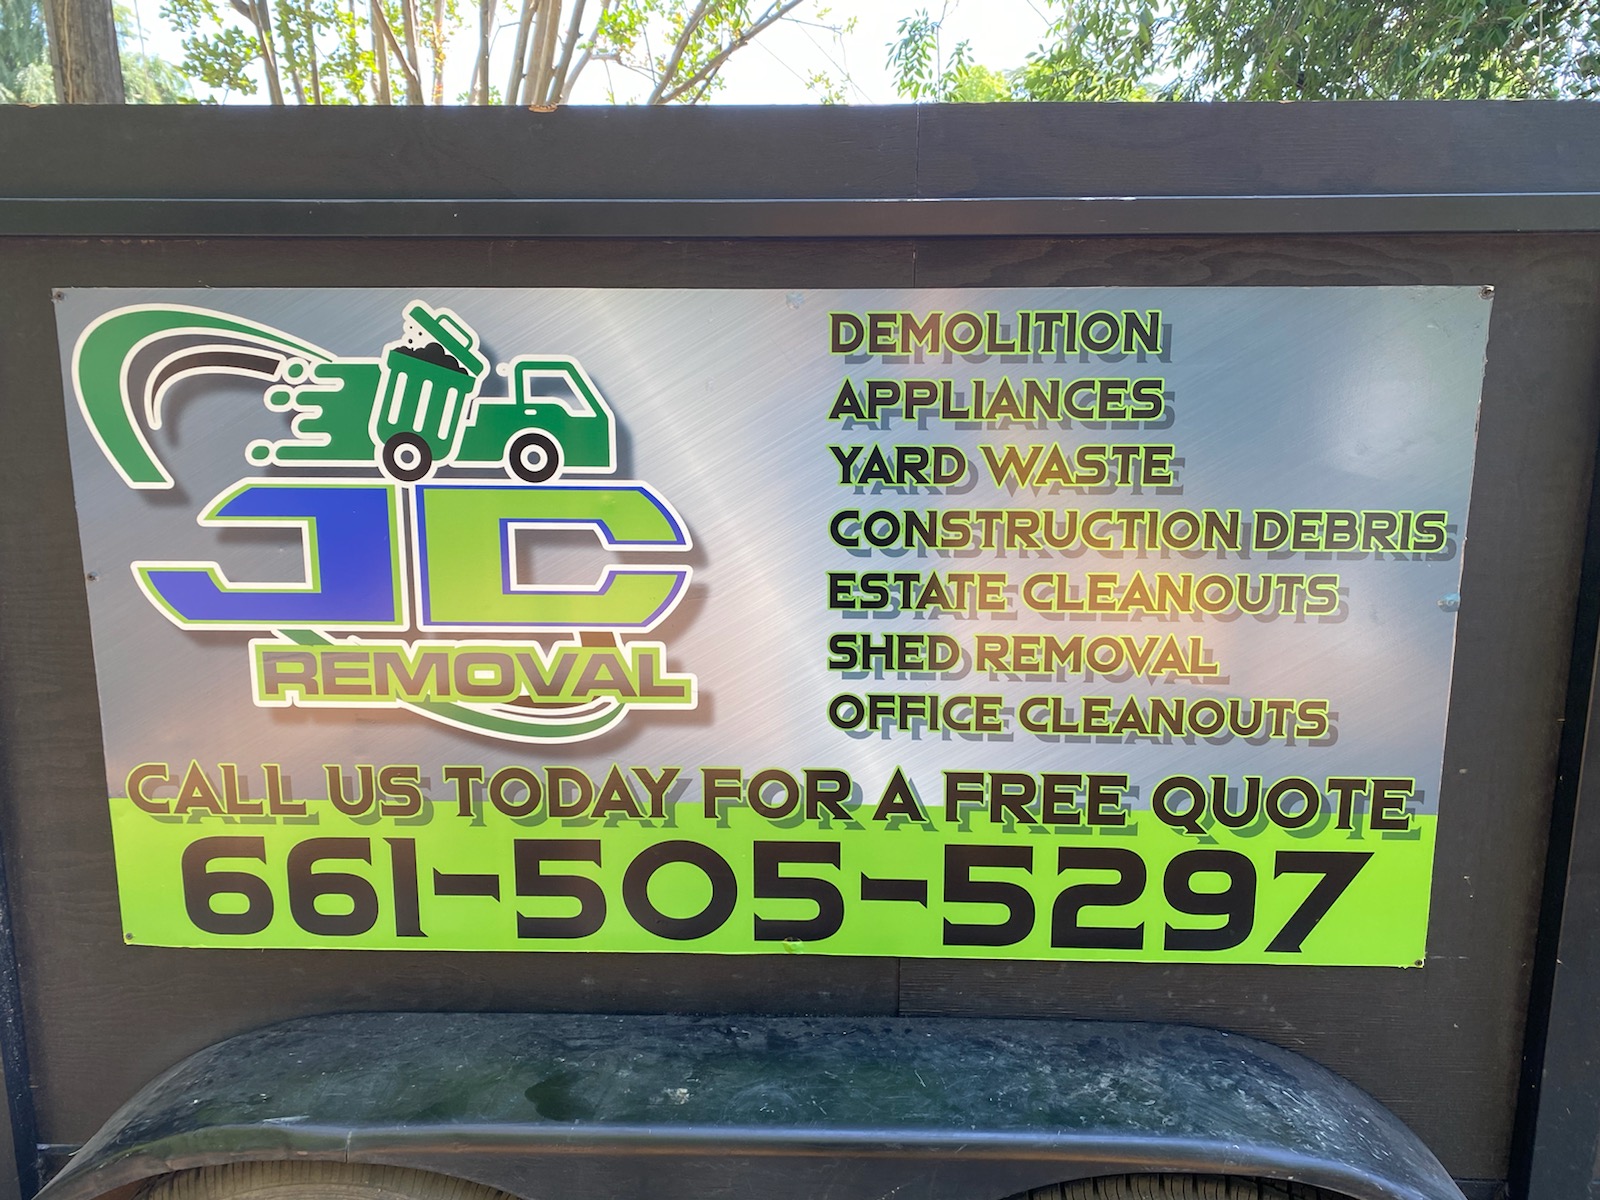 JC
REMOVAL
DEMOLITION
APPLIANCES
YARD WASTE
CONSTRUCTION DEBRIS
ESTATE CLEANOUTS
SHED REMOVAL
OFFICE CLEANOUTS
CALL US TODAY FOR A FREE QUOTE
661-505-5297